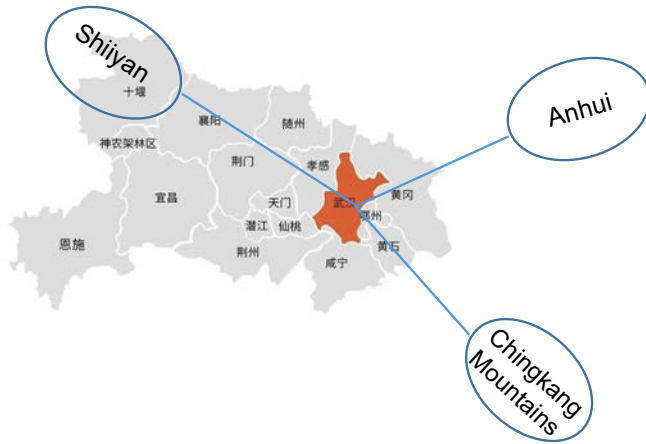 Shiiyan
十堰
Anhui
襄阳
随州
神农架林区
荆门
孝感
宜昌
天门
武汉
黄冈
鄂州
潜江
仙桃
恩施
荆州
黄石
咸宁
Chingkang
Mountains